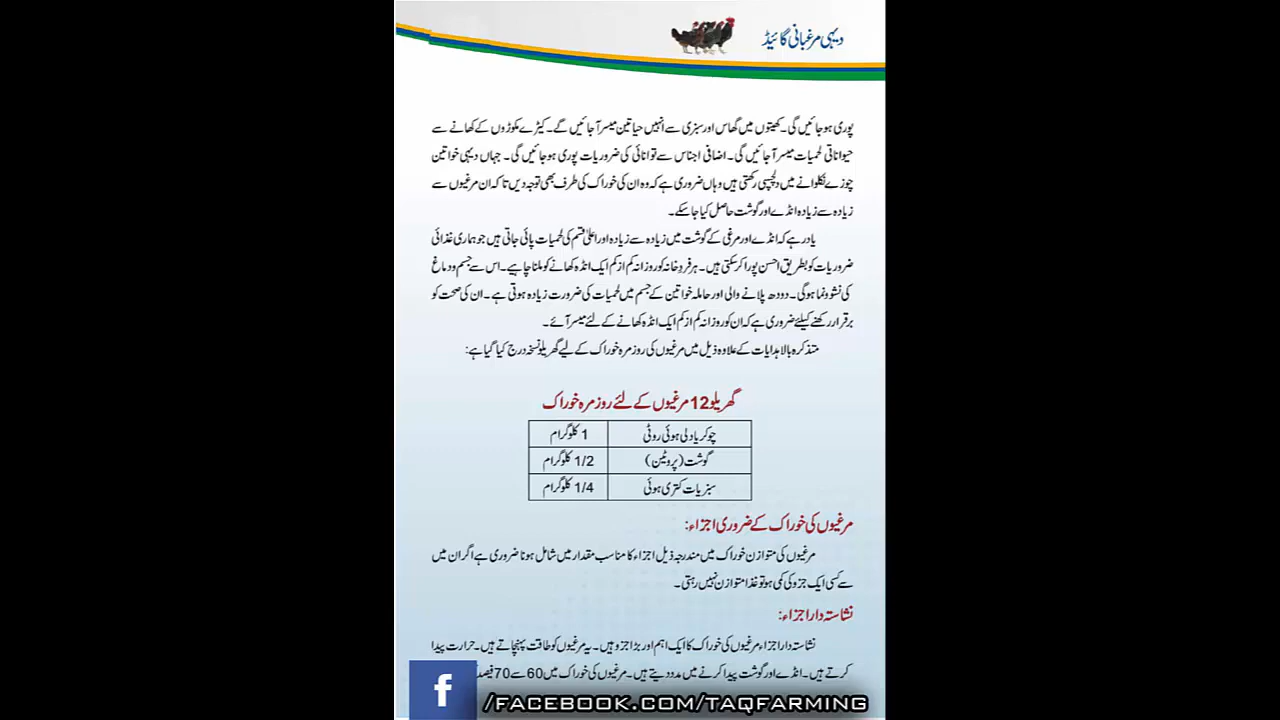 دیہی مرغبانی گائیڈ
پوری ہو جائیں گی۔ کھیتوں میں گھاس اور سبزی سے انہیں حیاتین میسر آ جائیں گے۔ کیڑے مکوڑوں کے کھانے سے
حیواناتی لحمیات میسر آ جائیں گی۔ اضافی اجناس سے توانائی کی ضروریات پوری ہو جائیں گی۔ جہاں دیہی خواتین
چوزے نکلوانے میں دلچسپی رکھتی ہیں وہاں ضروری ہے کہ وہ ان کی خوراک کی طرف بھی توجہ دیں تا کہ ان مرغیوں سے
زیادہ سے زیادہ انڈے اور گوشت حاصل کیا جا سکے۔
یاد رہے کہ انڈے اور مرغی کے گوشت میں زیادہ سے زیادہ اور اعلیٰ قسم کی لحمیات پائی جاتی ہیں جو ہماری غذائی
ضروریات کو بطریق احسن پورا کر سکتی ہیں۔ ہر فرد خانہ کو روزانہ کم از کم ایک انڈہ کھانے کو ملنا چاہیے۔ اس سے جسم و دماغ
کی نشوونما ہو گی۔ دودھ پلانے والی اور حاملہ خواتین کے جسم میں لحمیات کی ضرورت زیادہ ہوتی ہے۔ ان کی صحت کو
برقرار رکھنے کیلئے ضروری ہے کہ ان کو روزانہ کم از کم ایک انڈہ کھانے کے لئے میسر آئے۔
متذکرہ بالا ہدایات کے علاوہ ذیل میں مرغیوں کی روزمرہ خوراک کے لیے گھریلو نسخہ درج کیا گیا ہے:
گھریلو 12 مرغیوں کے لئے روزمرہ خوراک
چوکر یا دلی ہوئی روٹی 1 کلوگرام
گوشت (پروٹین) 1/2 کلوگرام
سبزیات کتری ہوئی 1/4 کلوگرام
مرغیوں کی خوراک کے ضروری اجزاء:
مرغیوں کی متوازن خوراک میں مندرجہ ذیل اجزاء کا مناسب مقدار میں شامل ہونا ضروری ہے اگر ان میں
سے کسی ایک جزو کی کمی ہو تو غذا متوازن نہیں رہتی۔
نشاستہ دار اجزاء:
نشاستہ دار اجزاء مرغیوں کی خوراک کا ایک اہم اور بڑا جزو ہیں۔ یہ مرغیوں کو طاقت پہنچاتے ہیں۔ حرارت پیدا
کرتے ہیں۔ انڈے اور گوشت پیدا کرنے میں مدد دیتے ہیں۔ مرغیوں کی خوراک میں 60 سے 70 فیصد
f /FACEBOOK.COM/TAQFARMING